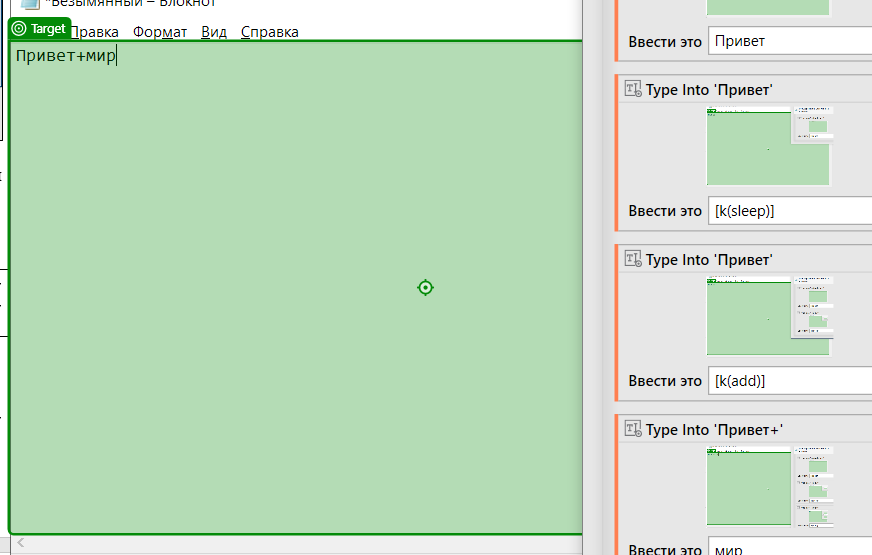 *Безымянный – Блокнот
Target
Правка Формат Вид Справка
Привет+мир
Ввести это Привет
Type Into 'Привет'
Ввести это [k(sleep)]
Type Into 'Привет'
Ввести это [k(add)]
Type Into 'Привет+'
Ввести это мир